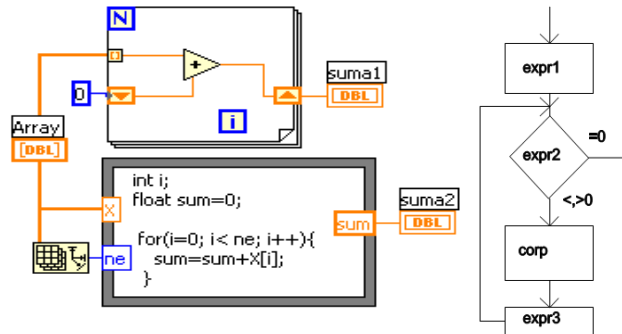 N
[]
+
0
i
suma1
DBL
Array
[DBL]
int i;
float sum=0;
for(i=0; i< ne; i++){
sum=sum+X[i];
}
X
ne
sum
suma2
DBL
expr1
expr2
=0
<,>0
corp
expr3